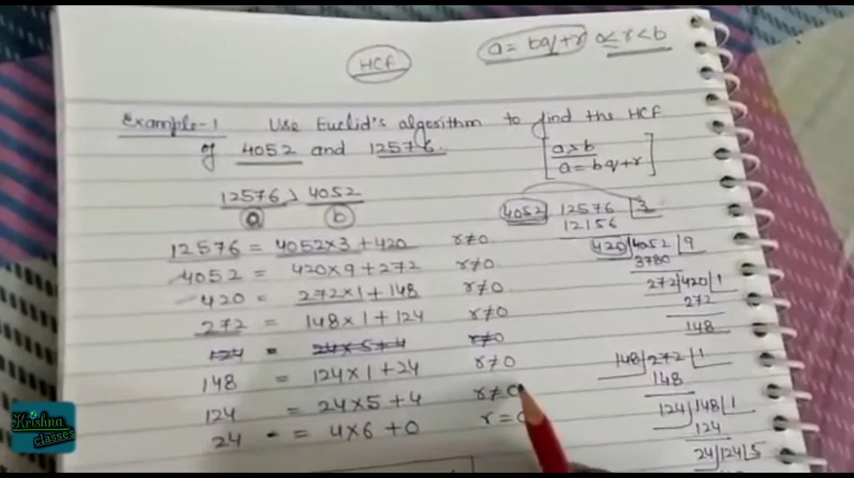 HCF
a = bq+r 0≤r<b
Example-1 Use Euclid's algorithm to find the HCF
of 4052 and 12576.
[a>b
a = bq+r]
12576 > 4052
a b
12576 = 4052×3+420 r≠0
4052 = 420×9+272 r≠0
420 = 272×1+148 r≠0
272 = 148×1+124 r≠0
124 = 24×5+4 r≠0
148 = 124×1+24 r≠0
124 = 24×5+4 r≠0
24 = 4×6+0 r=0
4052 12576 3
12156
420 4052 9
3780
272 420 1
272
148
148 272 1
148
124 148 1
124
24 124 5
Krishna
classes